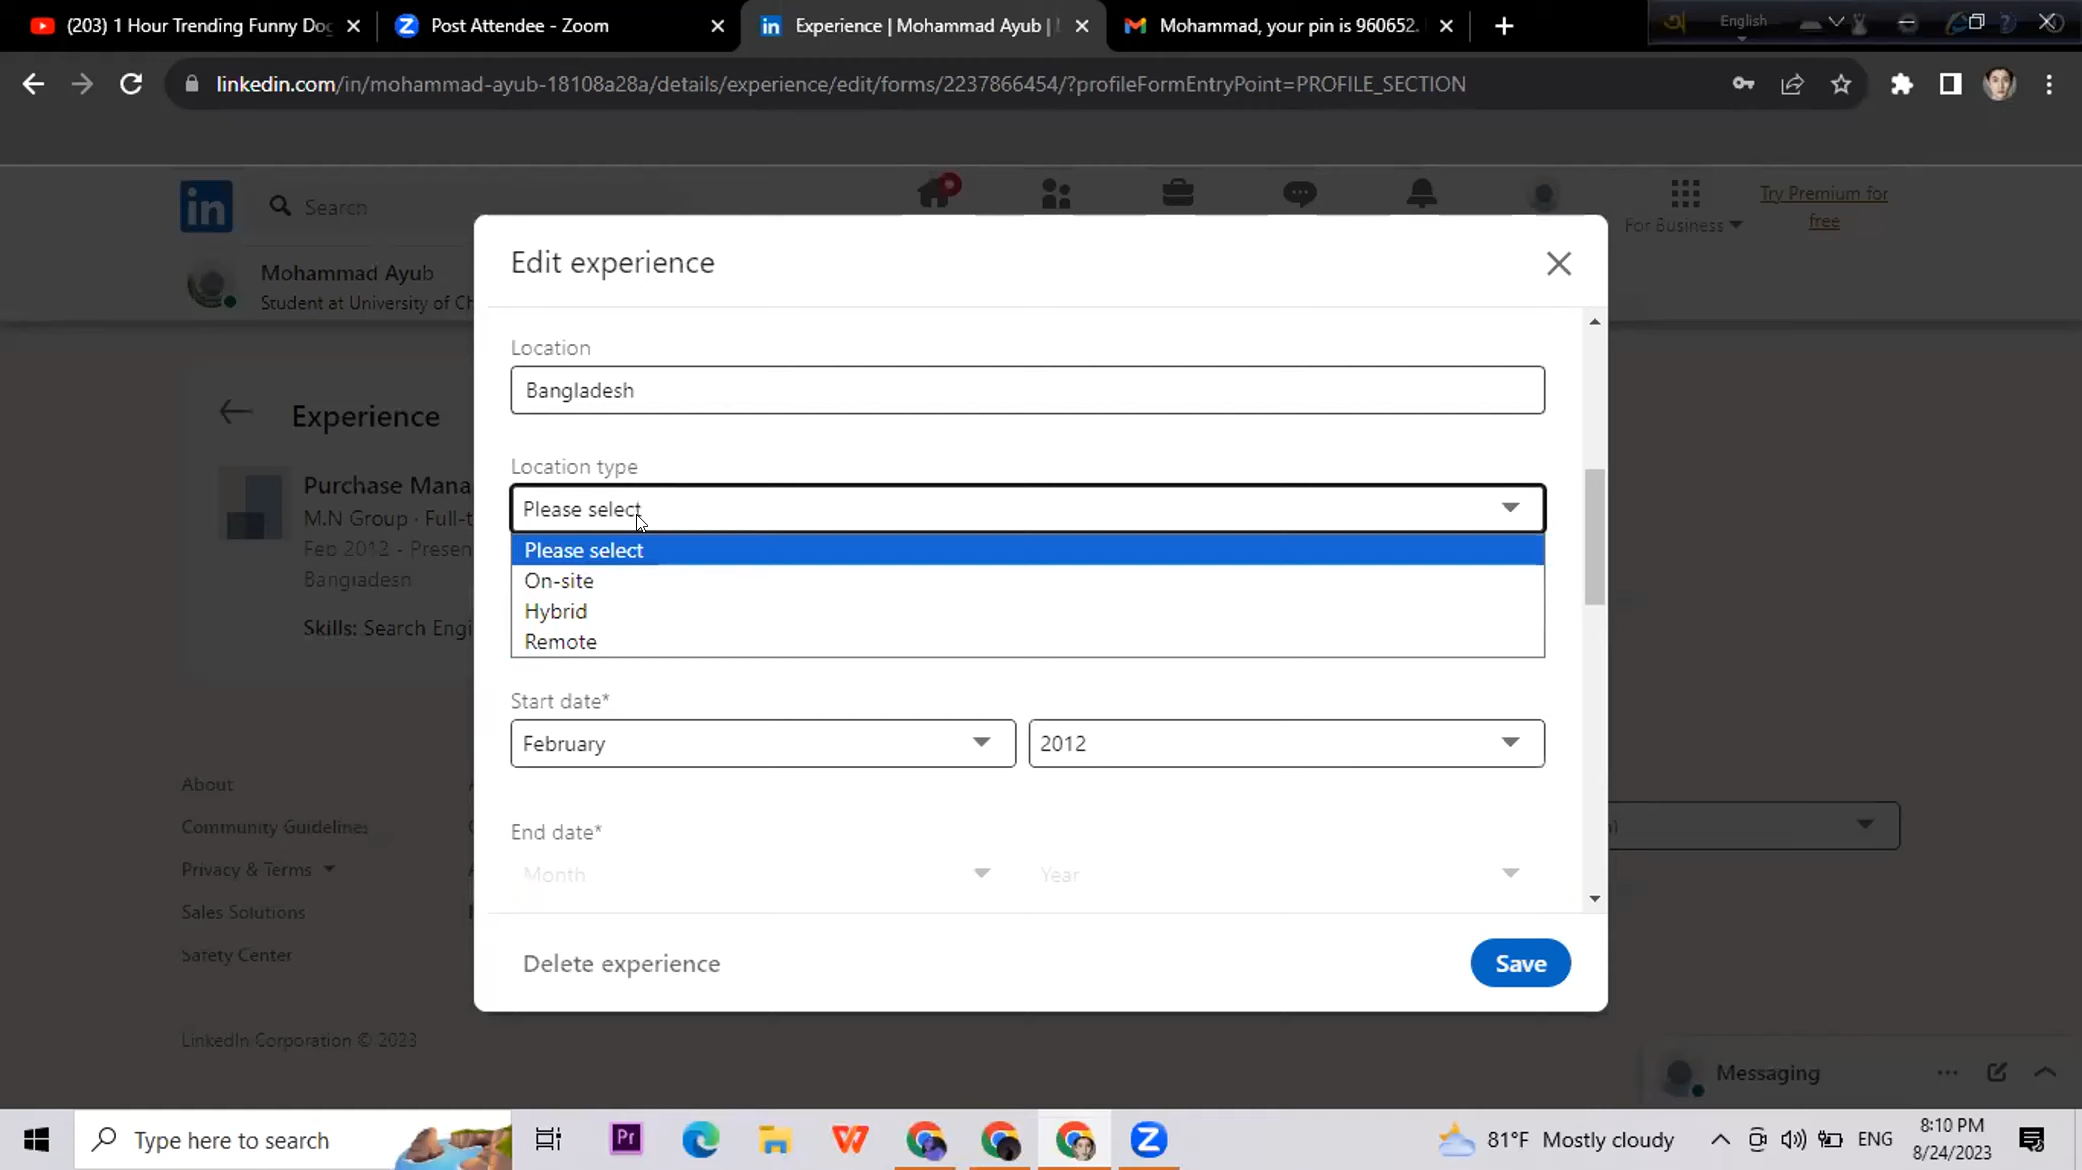 (203) 1 Hour Trending Funny Dog
Post Attendee - Zoom
Experience | Mohammad Ayub |
Mohammad, your pin is 960652.
English
linkedin.com/in/mohammad-ayub-18108a28a/details/experience/edit/forms/2237866454/?profileFormEntryPoint=PROFILE_SECTION
in
Search
For Business
Try Premium for
free
Mohammad Ayub
Student at University of Ch
Edit experience
Experience
Purchase Mana
M.N Group · Full-t
Feb 2012 - Presen
Bangladesh
Skills: Search Engi
Location
Bangladesh
Location type
Please select
Please select
On-site
Hybrid
Remote
Start date*
February
2012
End date*
Month
Year
Delete experience
Save
About
Community Guidelines
Privacy & Terms
Sales Solutions
Safety Center
LinkedIn Corporation © 2023
Messaging
Type here to search
Pr
81°F Mostly cloudy
ENG
8:10 PM
8/24/2023